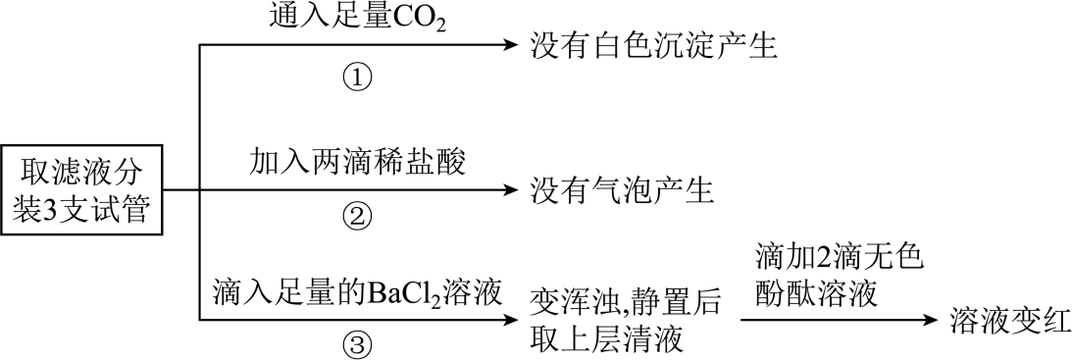 通入足量CO₂
①
没有白色沉淀产生
取滤液分
装3支试管
加入两滴稀盐酸
②
没有气泡产生
滴入足量的BaCl₂溶液
③
变浑浊,静置后
取上层清液
滴加2滴无色
酚酞溶液
溶液变红